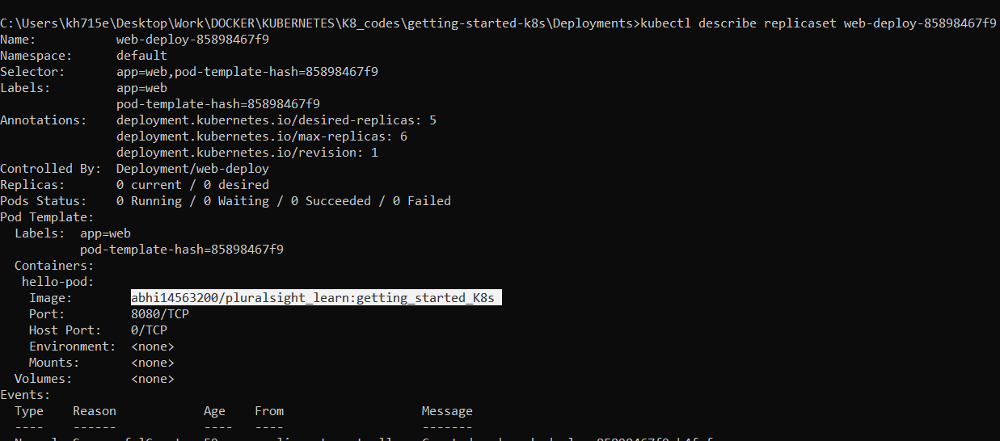 C:\Users\kh715e\Desktop\Work\DOCKER\KUBERNETES\K8_codes\getting-started-k8s\Deployments>kubectl describe replicaset web-deploy-85898467f9
Name:           web-deploy-85898467f9
Namespace:      default
Selector:       app=web,pod-template-hash=85898467f9
Labels:         app=web
                pod-template-hash=85898467f9
Annotations:    deployment.kubernetes.io/desired-replicas: 5
                deployment.kubernetes.io/max-replicas: 6
                deployment.kubernetes.io/revision: 1
Controlled By:  Deployment/web-deploy
Replicas:       0 current / 0 desired
Pods Status:    0 Running / 0 Waiting / 0 Succeeded / 0 Failed
Pod Template:
  Labels:  app=web
           pod-template-hash=85898467f9
  Containers:
   hello-pod:
    Image:        abhi14563200/pluralsight_learn:getting_started_K8s
    Port:         8080/TCP
    Host Port:    0/TCP
    Environment:  <none>
    Mounts:       <none>
  Volumes:        <none>
Events:
  Type    Reason            Age   From                   Message
  ----    ------            ----  ----                   -------